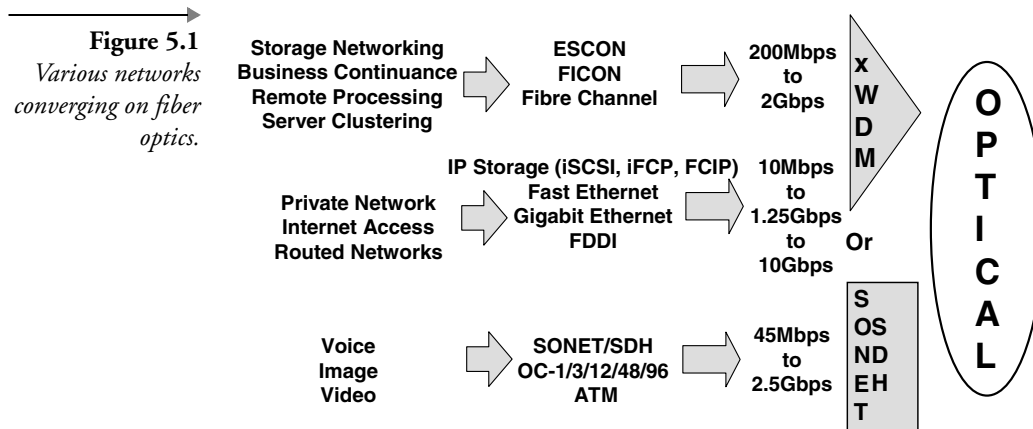 Figure 5.1
Various networks
converging on fiber
optics.
Storage Networking
Business Continuance
Remote Processing
Server Clustering
ESCON
FICON
Fibre Channel
200Mbps
to
2Gbps
x
W
D
M
Private Network
Internet Access
Routed Networks
IP Storage (iSCSI, iFCP, FCIP)
Fast Ethernet
Gigabit Ethernet
FDDI
10Mbps
to
1.25Gbps
to
10Gbps
Or
Voice
Image
Video
SONET/SDH
OC-1/3/12/48/96
ATM
45Mbps
to
2.5Gbps
S
OS
ND
EH
T
O
P
T
I
C
A
L